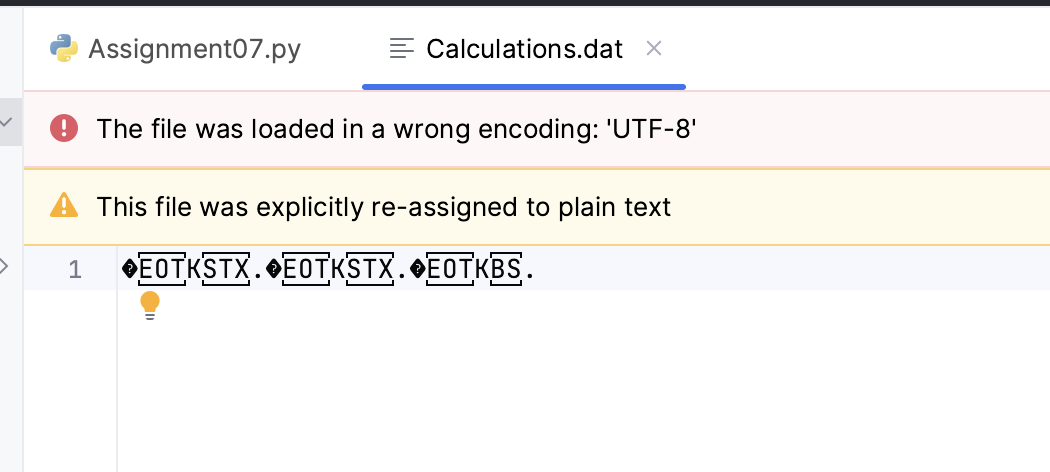 Assignment07.py
Calculations.dat
The file was loaded in a wrong encoding: 'UTF-8'
This file was explicitly re-assigned to plain text
1 �EOTKSTX.�EOTKSTX.�EOTKBS.